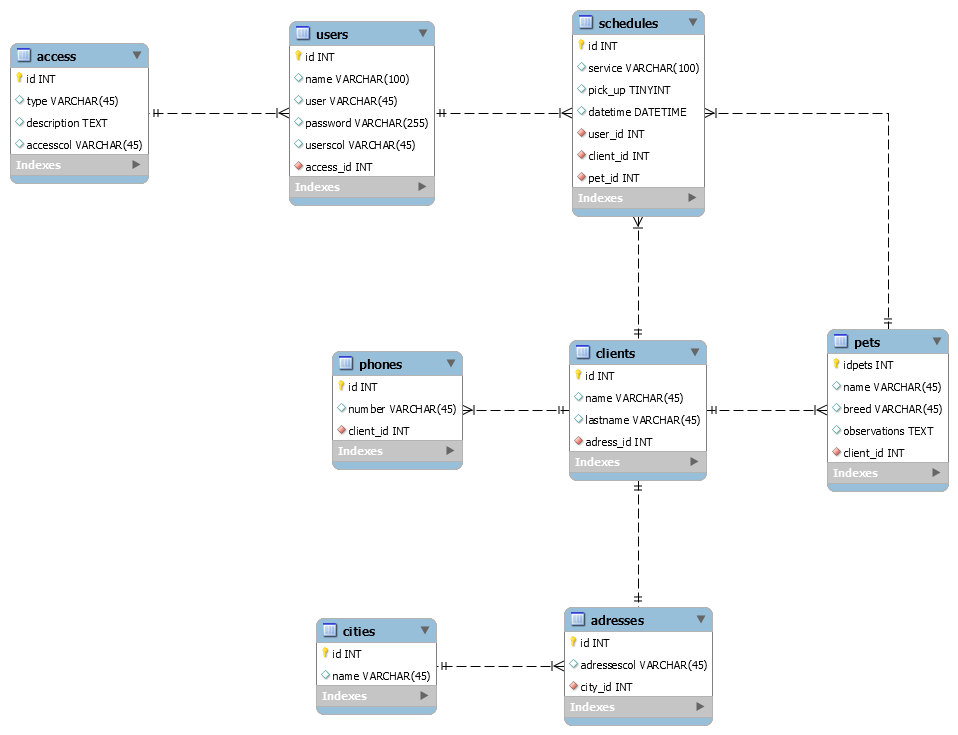 access
id INT
type VARCHAR(45)
description TEXT
accesscol VARCHAR(45)
Indexes
users
id INT
name VARCHAR(100)
user VARCHAR(45)
password VARCHAR(255)
userscol VARCHAR(45)
access_id INT
Indexes
schedules
id INT
service VARCHAR(100)
pick_up TINYINT
datetime DATETIME
user_id INT
client_id INT
pet_id INT
Indexes
phones
id INT
number VARCHAR(45)
client_id INT
Indexes
clients
id INT
name VARCHAR(45)
lastname VARCHAR(45)
adress_id INT
Indexes
pets
idpets INT
name VARCHAR(45)
breed VARCHAR(45)
observations TEXT
client_id INT
Indexes
cities
id INT
name VARCHAR(45)
Indexes
adresses
id INT
adressescol VARCHAR(45)
city_id INT
Indexes